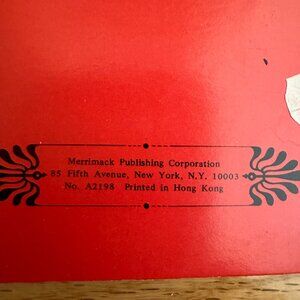 Merrimack Publishing Corporation
85 Fifth Avenue, New York, N.Y. 10003
No. A2198 Printed in Hong Kong